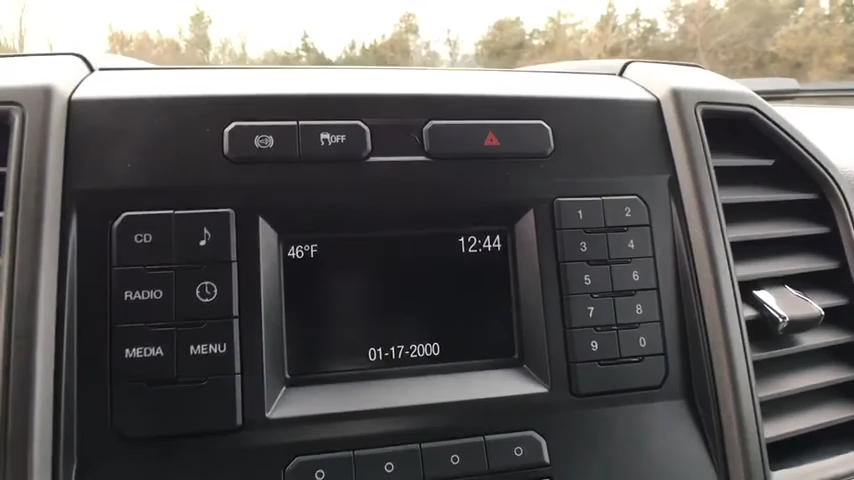 OFF
CD
RADIO
MEDIA MENU
46°F 12:44
01-17-2000
1 2
3 4
5 6
7 8
9 0